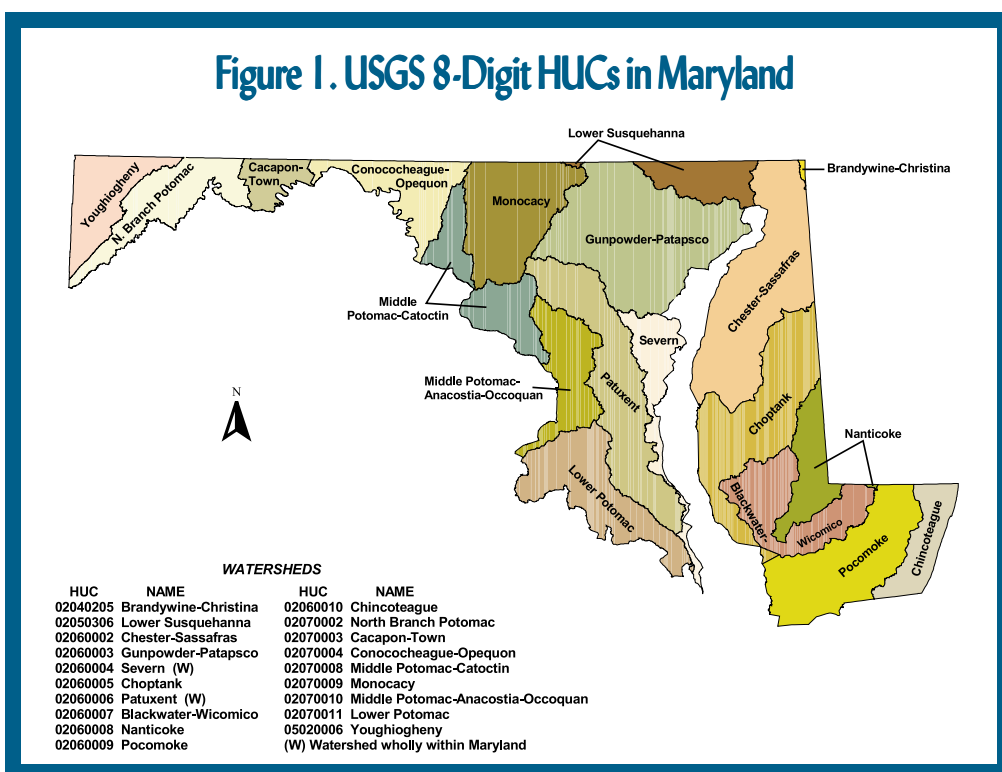 Figure 1. USGS 8-Digit HUCs in Maryland
Lower Susquehanna
Brandywine-Christina
Youghiogheny
N. Branch Potomac
Cacapon-
Town
Conococheague-
Opequon
Monocacy
Gunpowder-Patapsco
Chester-Sassafras
Middle
Potomac-Catoctin
Severn
Middle Potomac-
Anacostia-Occoquan
Patuxent
Choptank
N
Nanticoke
Lower Potomac
Blackwater-
Wicomico
Pocomoke
Chincoteague
WATERSHEDS
HUC NAME HUC NAME
02040205 Brandywine-Christina 02060010 Chincoteague
02050306 Lower Susquehanna 02070002 North Branch Potomac
02060002 Chester-Sassafras 02070003 Cacapon-Town
02060003 Gunpowder-Patapsco 02070004 Conococheague-Opequon
02060004 Severn (W) 02070008 Middle Potomac-Catoctin
02060005 Choptank 02070009 Monocacy
02060006 Patuxent (W) 02070010 Middle Potomac-Anacostia-Occoquan
02060007 Blackwater-Wicomico 02070011 Lower Potomac
02060008 Nanticoke 05020006 Youghiogheny
02060009 Pocomoke (W) Watershed wholly within Maryland